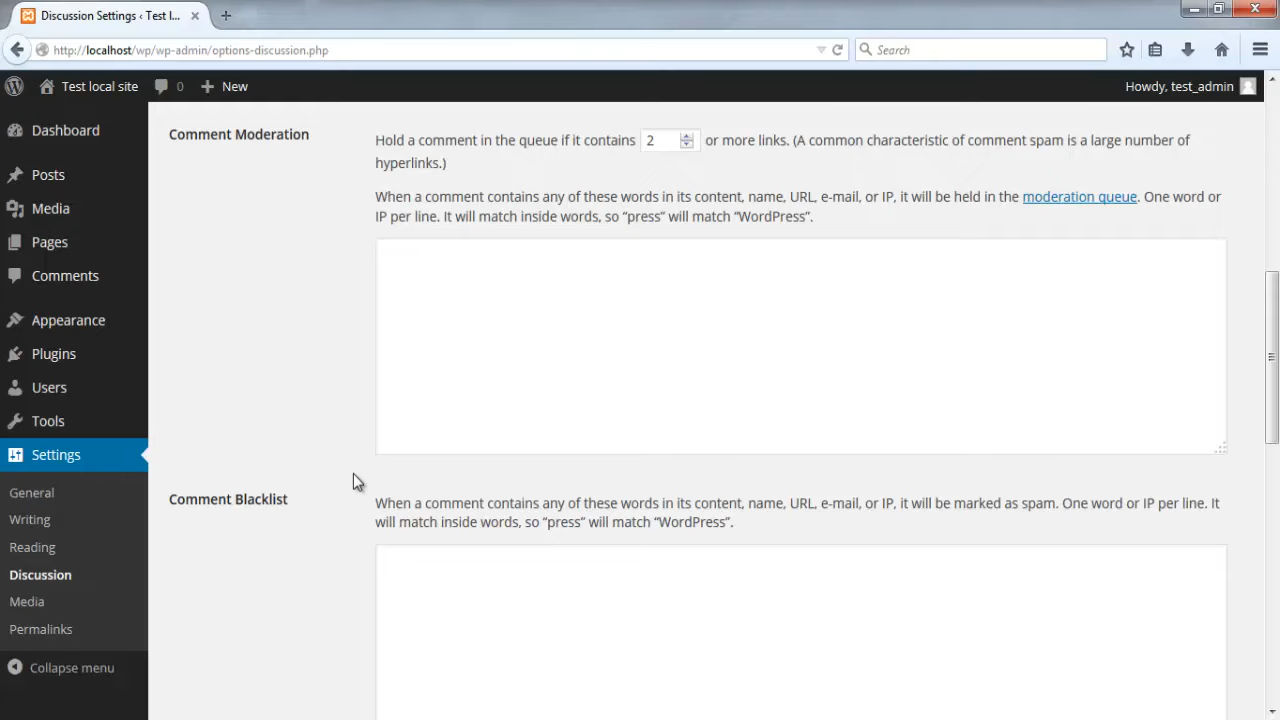 Discussion Settings ‹ Test l...
http://localhost/wp/wp-admin/options-discussion.php
Search
Test local site
0
New
Howdy, test_admin
Dashboard
Posts
Media
Pages
Comments
Appearance
Plugins
Users
Tools
Settings
General
Writing
Reading
Discussion
Media
Permalinks
Collapse menu
Comment Moderation
Hold a comment in the queue if it contains 2 or more links. (A common characteristic of comment spam is a large number of
hyperlinks.)
When a comment contains any of these words in its content, name, URL, e-mail, or IP, it will be held in the moderation queue. One word or
IP per line. It will match inside words, so “press” will match “WordPress”.
Comment Blacklist
When a comment contains any of these words in its content, name, URL, e-mail, or IP, it will be marked as spam. One word or IP per line. It
will match inside words, so “press” will match “WordPress”.